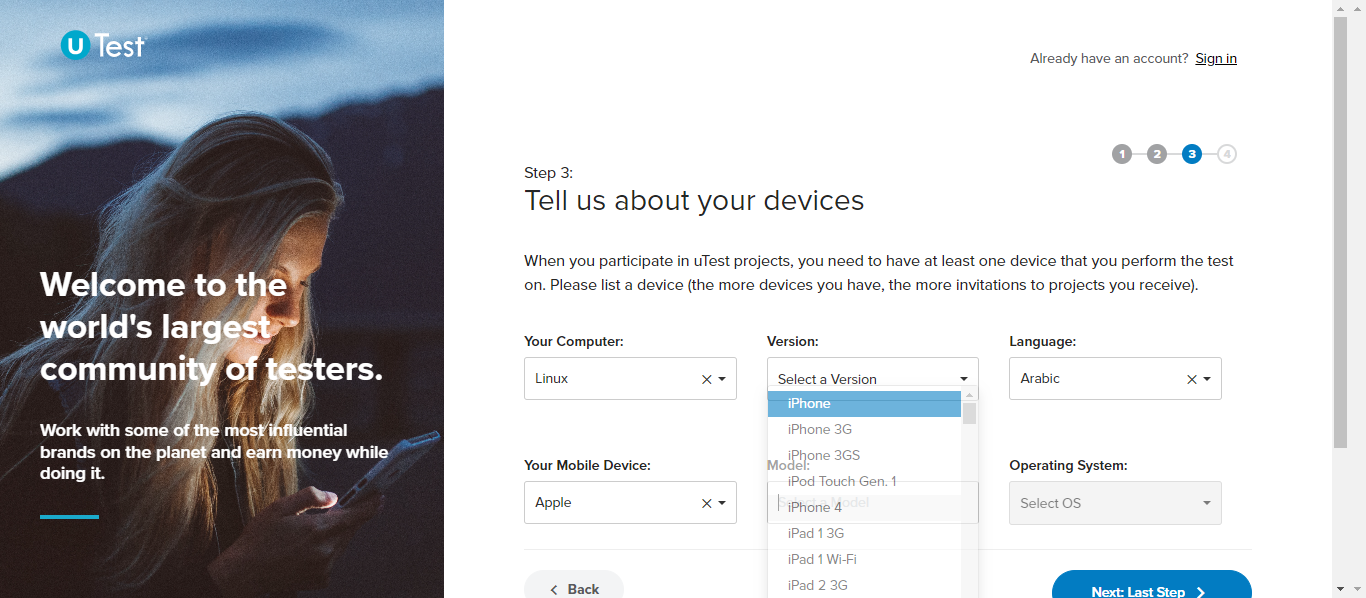 U Test
Already have an account? Sign in
1 2 3 4
Step 3:
Tell us about your devices
When you participate in uTest projects, you need to have at least one device that you perform the test
on. Please list a device (the more devices you have, the more invitations to projects you receive).
Welcome to the
world's largest
community of testers.
Work with some of the most influential
brands on the planet and earn money while
doing it.
Your Computer:
Linux
Version:
Select a Version
Language:
Arabic
Your Mobile Device:
Apple
Model:
Select a Model
iPhone
iPhone 3G
iPhone 3GS
iPod Touch Gen. 1
iPhone 4
iPad 1 3G
iPad 1 Wi-Fi
iPad 2 3G
Operating System:
Select OS
Back
Next: Last Step